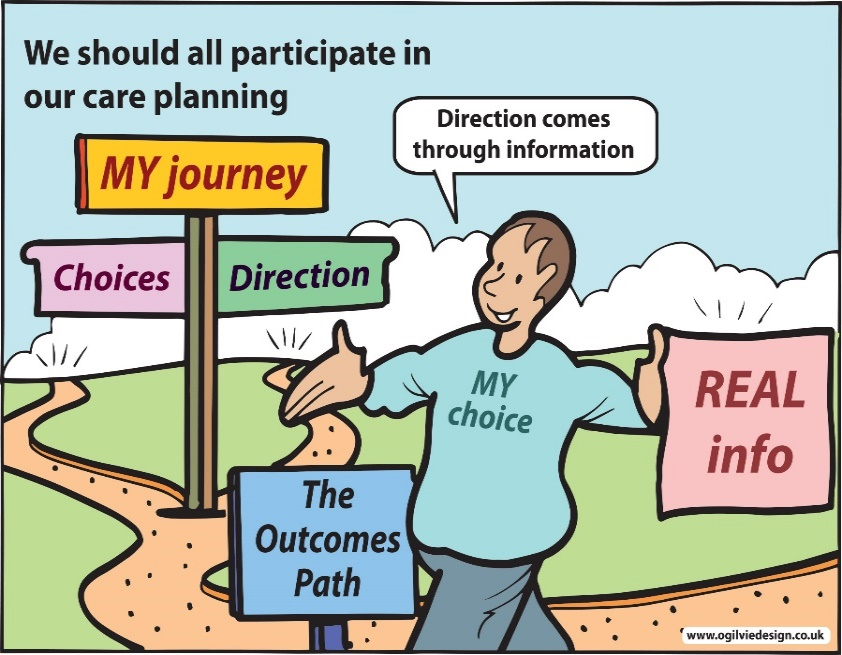 We should all participate in
our care planning
Direction comes
through information
MY journey
Choices
Direction
MY
choice
REAL
info
The
Outcomes
Path
www.ogilviedesign.co.uk